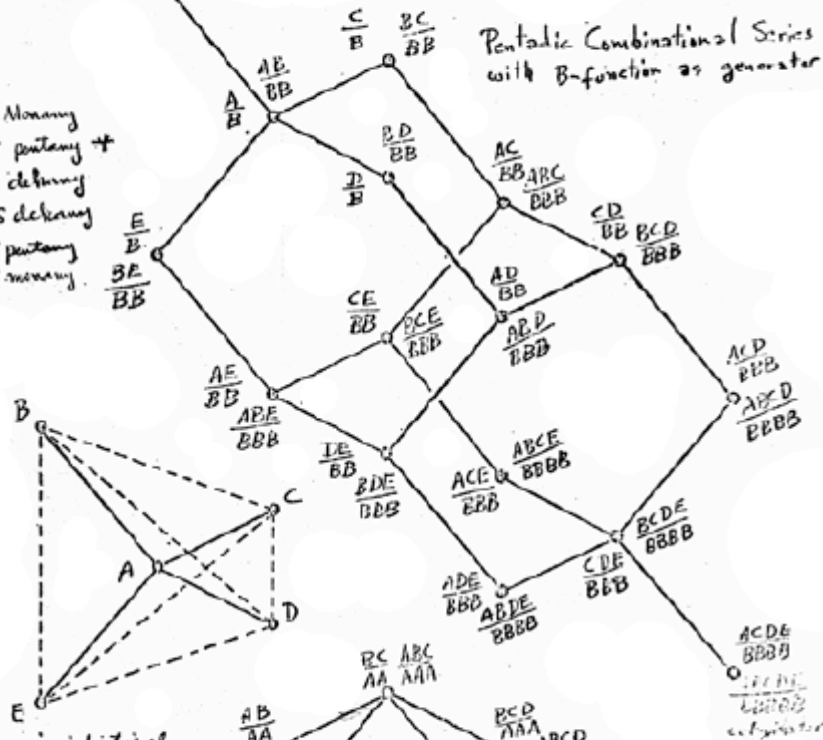 Pentadic Combinational Series
with B-function as generator
Monany
pentany
dekany
dekany
pentany
monany
C/B BC/BB
A/B AB/BB
D/B BD/BB
E/B
BE/BB
AC/BB ABC/BBB
CD/BB BCD/BBB
AD/BB
ABD/BBB
CE/BB BCE/BBB
AE/BB
ABE/BBB
DE/BB
BDE/BBB
ACD/BBB
ABCD/BBBB
ACE/BBB ABCE/BBBB
CDE/BBB BCDE/BBBB
ADE/BBB
ABDE/BBBB
ACDE/BBBB
B
C
A
D
E
BC/AA ABC/AAA
AB/AA
BCD/AAA
ABCD